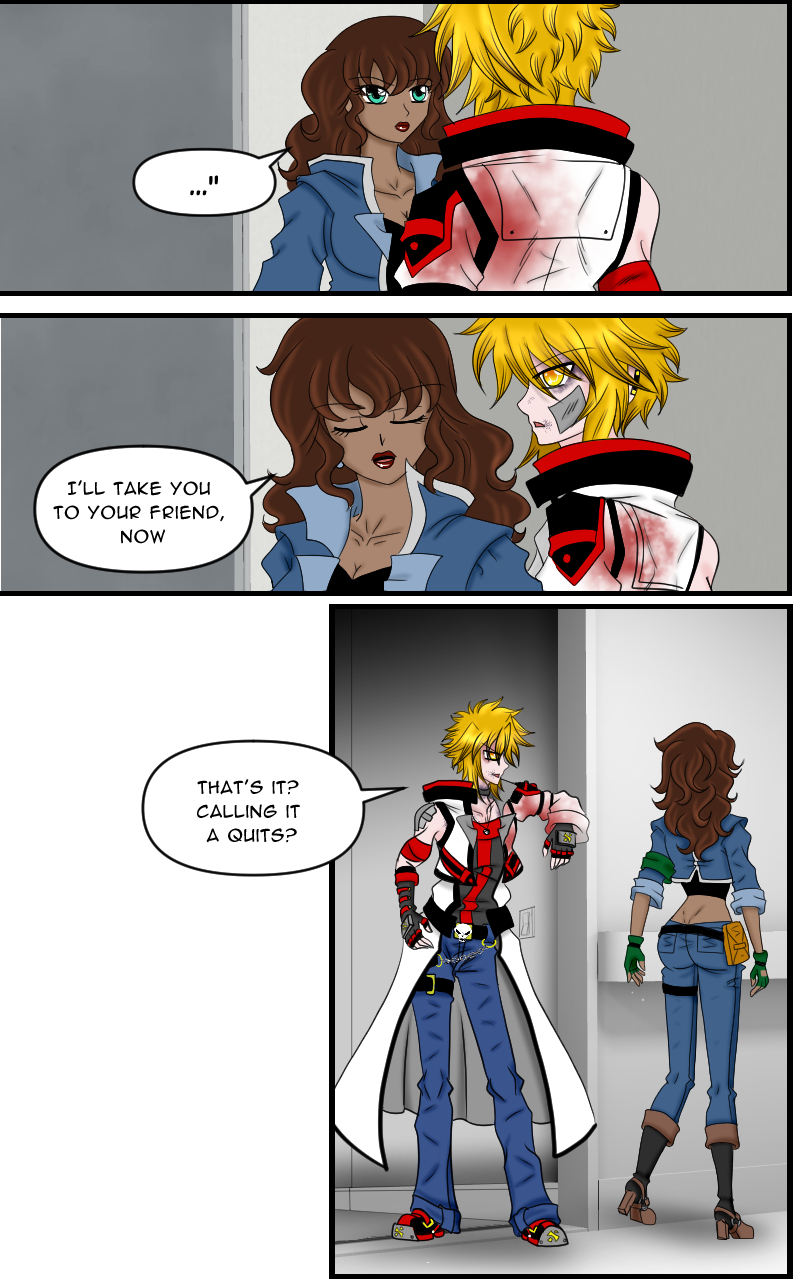 ..."
I'LL TAKE YOU
TO YOUR FRIEND,
NOW
THAT'S IT?
CALLING IT
A QUITS?